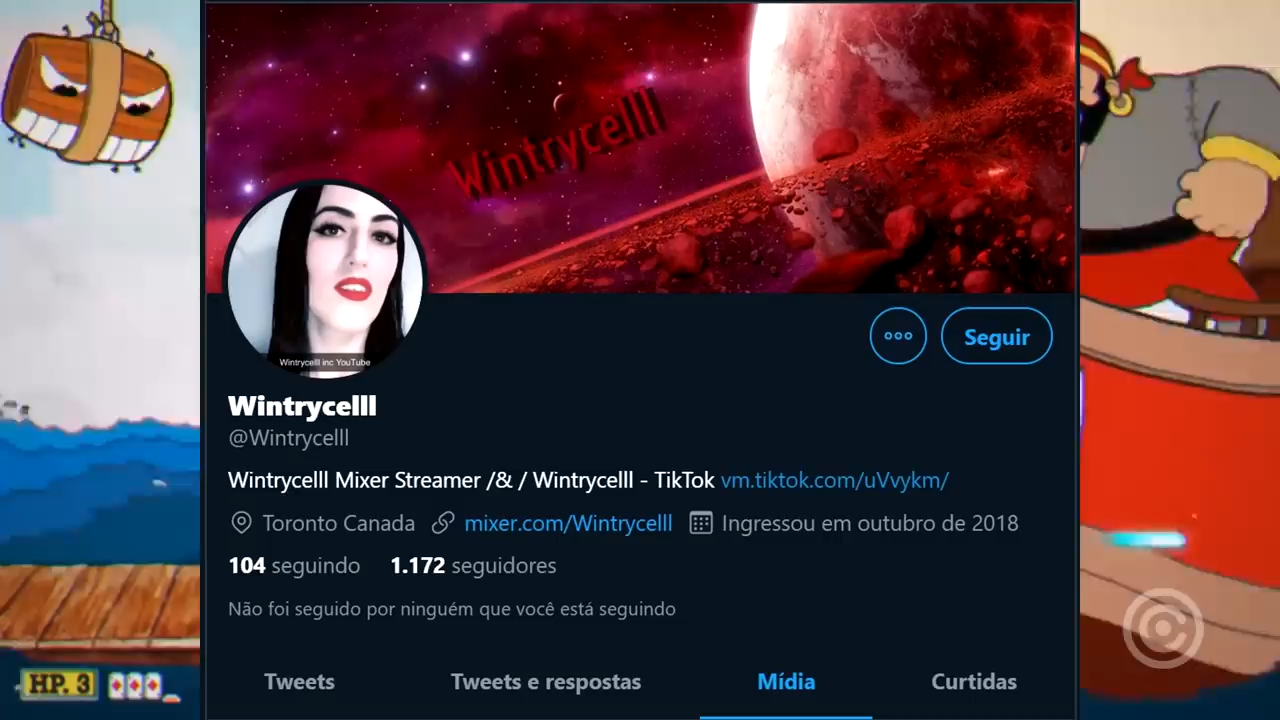 Wintrycelll
Wintrycelll inc YouTube
Seguir
Wintrycelll
@Wintrycelll
Wintrycelll Mixer Streamer /& / Wintrycelll - TikTok vm.tiktok.com/uVvykm/
Toronto Canada mixer.com/Wintrycelll Ingressou em outubro de 2018
104 seguindo 1.172 seguidores
Não foi seguido por ninguém que você está seguindo
Tweets Tweets e respostas Mídia Curtidas
HP. 3